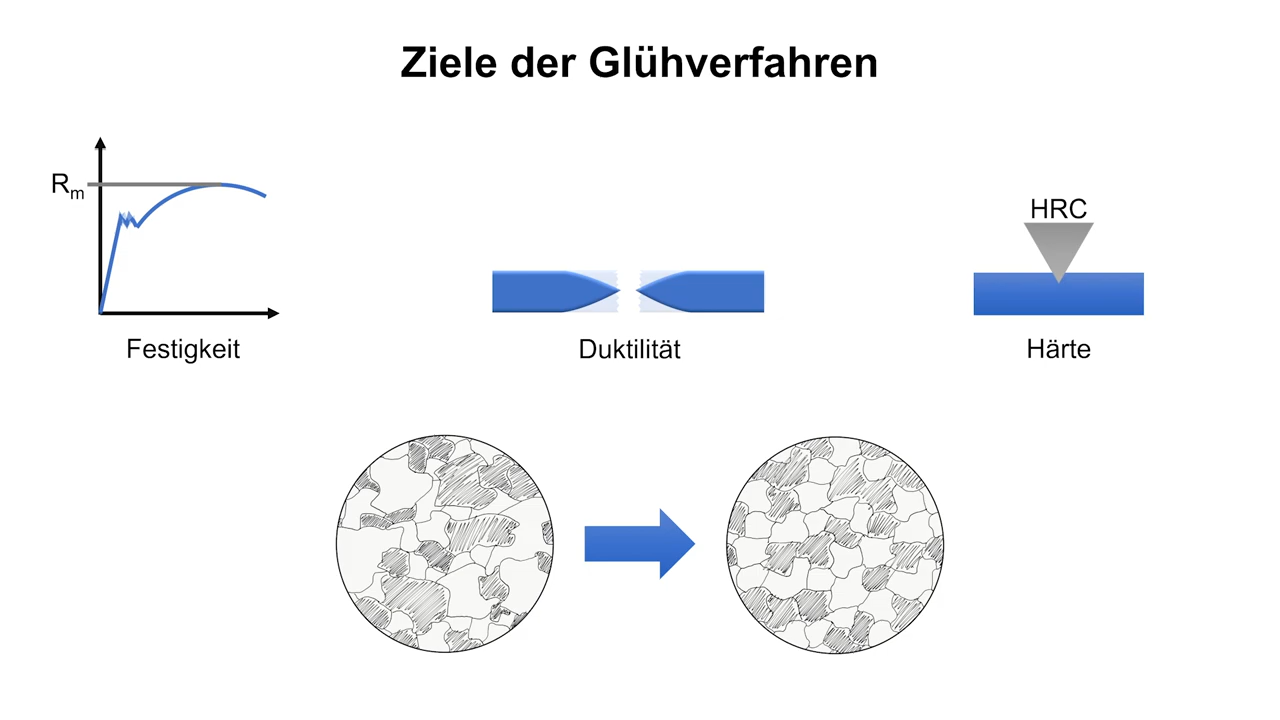 Ziele der Glühverfahren
Rm
HRC
Festigkeit
Duktilität
Härte